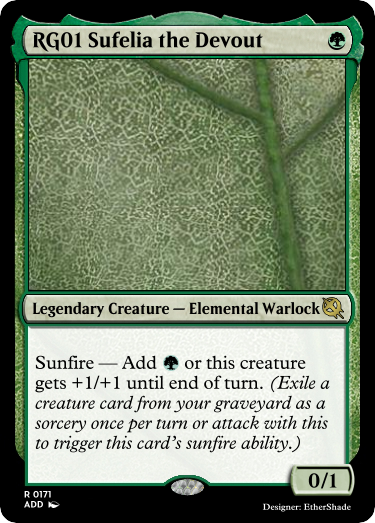 RG01 Sufelia the Devout
Legendary Creature — Elemental Warlock
Sunfire — Add or this creature
gets +1/+1 until end of turn. (Exile a
creature card from your graveyard as a
sorcery once per turn or attack with this
to trigger this card's sunfire ability.)
0/1
R 0171
ADD
Designer: EtherShade